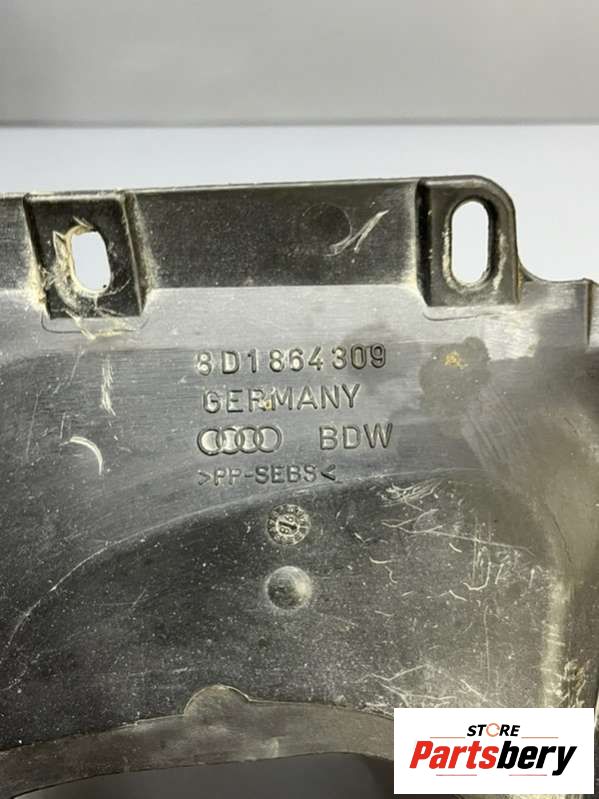 8D1864309
GERMANY
BDW
>PP-SEBS<
STORE
Partsbery